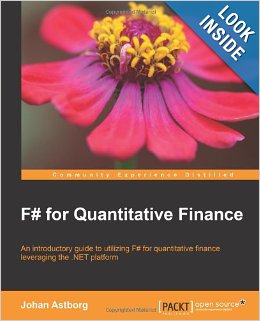 LOOK
INSIDE
Community Experience Distilled
F# for Quantitative Finance
An introductory guide to utilizing F# for quantitative finance
leveraging the .NET platform
Johan Astborg
PACKT
PUBLISHING
open source